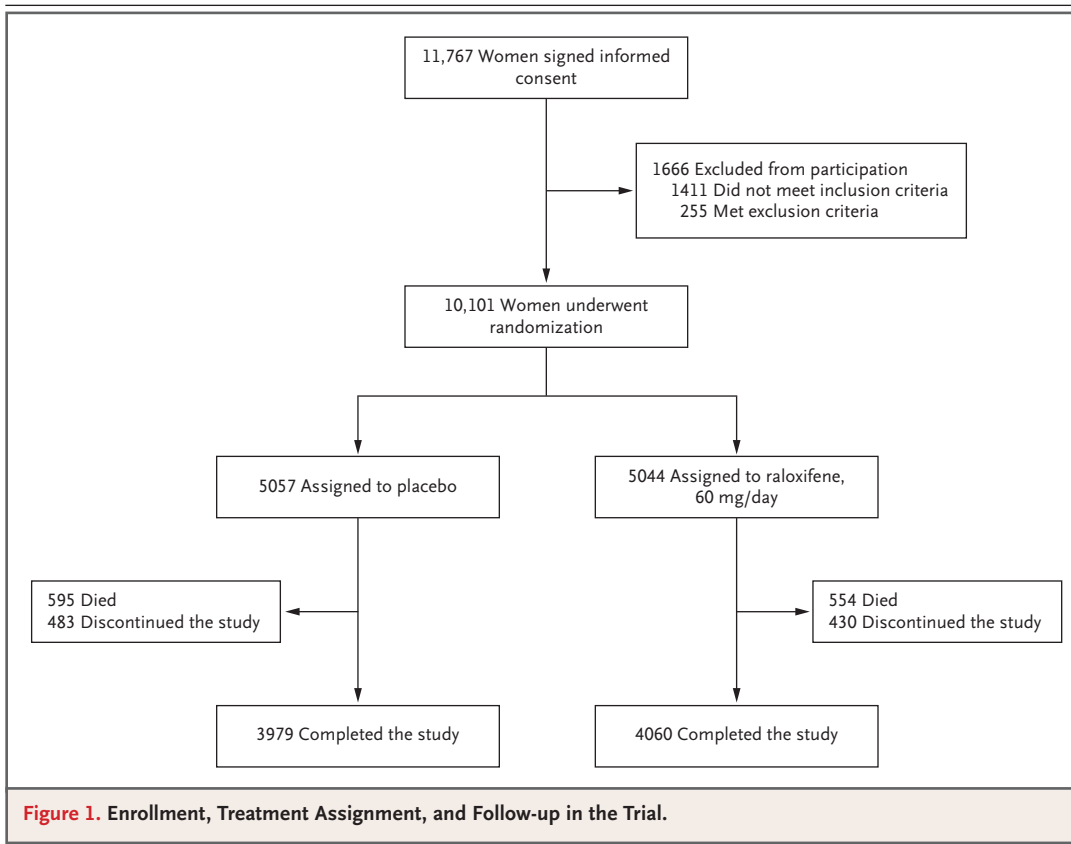 11,767 Women signed informed
consent
1666 Excluded from participation
1411 Did not meet inclusion criteria
255 Met exclusion criteria
10,101 Women underwent
randomization
5057 Assigned to placebo
5044 Assigned to raloxifene,
60 mg/day
595 Died
483 Discontinued the study
554 Died
430 Discontinued the study
3979 Completed the study
4060 Completed the study
Figure 1. Enrollment, Treatment Assignment, and Follow-up in the Trial.